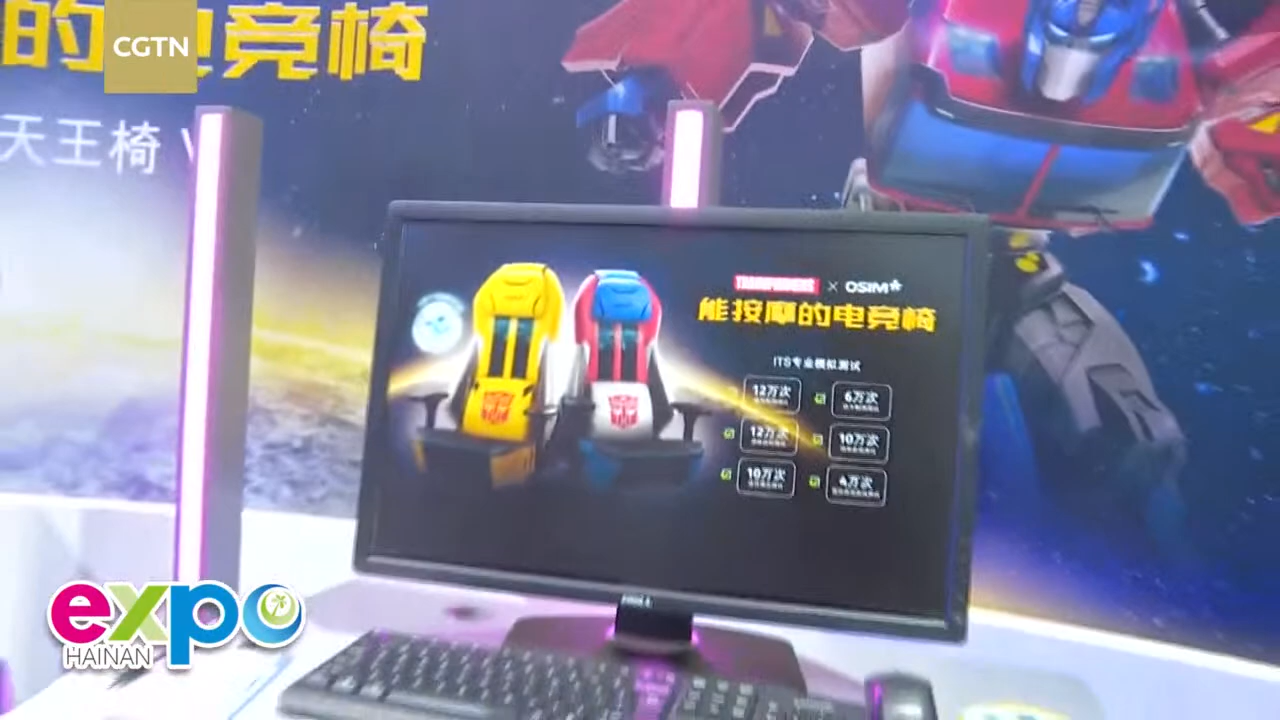 的电竞椅
CGTN
天王椅 V
TRANSFORMERS × OSIM
能按摩的电竞椅
ITS专业模拟测试
12万次
6万次
12万次
10万次
10万次
4万次
DELL
expo
HAINAN